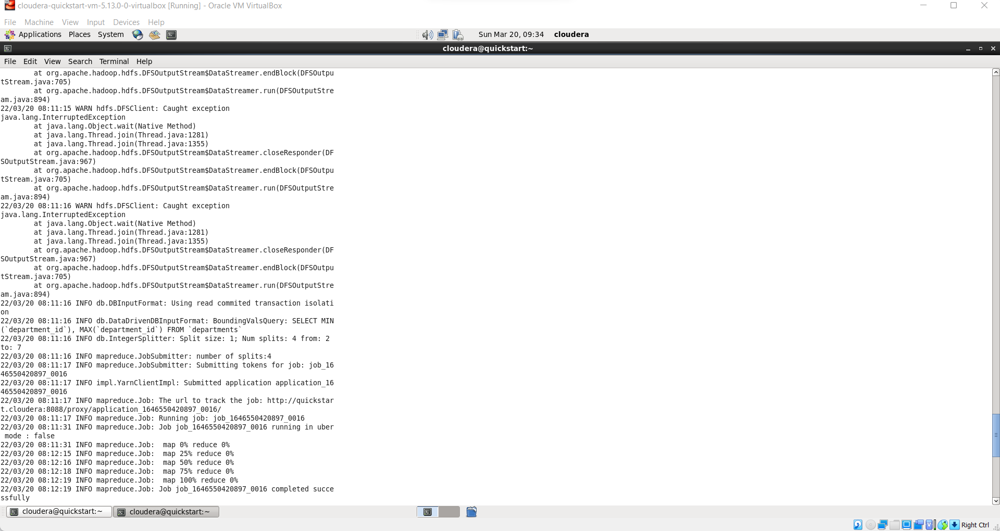 cloudera-quickstart-vm-5.13.0-0-virtualbox [Running] - Oracle VM VirtualBox
File Machine View Input Devices Help
Applications Places System Sun Mar 20, 09:34 cloudera
cloudera@quickstart:~
File Edit View Search Terminal Help
        at org.apache.hadoop.hdfs.DFSOutputStream$DataStreamer.endBlock(DFSOutpu
tStream.java:705)
        at org.apache.hadoop.hdfs.DFSOutputStream$DataStreamer.run(DFSOutputStre
am.java:894)
22/03/20 08:11:15 WARN hdfs.DFSClient: Caught exception
java.lang.InterruptedException
        at java.lang.Object.wait(Native Method)
        at java.lang.Thread.join(Thread.java:1281)
        at java.lang.Thread.join(Thread.java:1355)
        at org.apache.hadoop.hdfs.DFSOutputStream$DataStreamer.closeResponder(DF
SOutputStream.java:967)
        at org.apache.hadoop.hdfs.DFSOutputStream$DataStreamer.endBlock(DFSOutpu
tStream.java:705)
        at org.apache.hadoop.hdfs.DFSOutputStream$DataStreamer.run(DFSOutputStre
am.java:894)
22/03/20 08:11:16 WARN hdfs.DFSClient: Caught exception
java.lang.InterruptedException
        at java.lang.Object.wait(Native Method)
        at java.lang.Thread.join(Thread.java:1281)
        at java.lang.Thread.join(Thread.java:1355)
        at org.apache.hadoop.hdfs.DFSOutputStream$DataStreamer.closeResponder(DF
SOutputStream.java:967)
        at org.apache.hadoop.hdfs.DFSOutputStream$DataStreamer.endBlock(DFSOutpu
tStream.java:705)
        at org.apache.hadoop.hdfs.DFSOutputStream$DataStreamer.run(DFSOutputStre
am.java:894)
22/03/20 08:11:16 INFO db.DBInputFormat: Using read commited transaction isolati
on
22/03/20 08:11:16 INFO db.DataDrivenDBInputFormat: BoundingValsQuery: SELECT MIN
(`department_id`), MAX(`department_id`) FROM `departments`
22/03/20 08:11:16 INFO db.IntegerSplitter: Split size: 1; Num splits: 4 from: 2
to: 7
22/03/20 08:11:16 INFO mapreduce.JobSubmitter: number of splits:4
22/03/20 08:11:17 INFO mapreduce.JobSubmitter: Submitting tokens for job: job_16
46550420897_0016
22/03/20 08:11:17 INFO impl.YarnClientImpl: Submitted application application_16
46550420897_0016
22/03/20 08:11:17 INFO mapreduce.Job: The url to track the job: http://quickstar
t.cloudera:8088/proxy/application_1646550420897_0016/
22/03/20 08:11:17 INFO mapreduce.Job: Running job: job_1646550420897_0016
22/03/20 08:11:31 INFO mapreduce.Job: Job job_1646550420897_0016 running in uber
 mode : false
22/03/20 08:11:31 INFO mapreduce.Job:  map 0% reduce 0%
22/03/20 08:12:15 INFO mapreduce.Job:  map 25% reduce 0%
22/03/20 08:12:16 INFO mapreduce.Job:  map 50% reduce 0%
22/03/20 08:12:18 INFO mapreduce.Job:  map 75% reduce 0%
22/03/20 08:12:19 INFO mapreduce.Job:  map 100% reduce 0%
22/03/20 08:12:19 INFO mapreduce.Job: Job job_1646550420897_0016 completed succe
ssfully
cloudera@quickstart:~ cloudera@quickstart:~
Right Ctrl